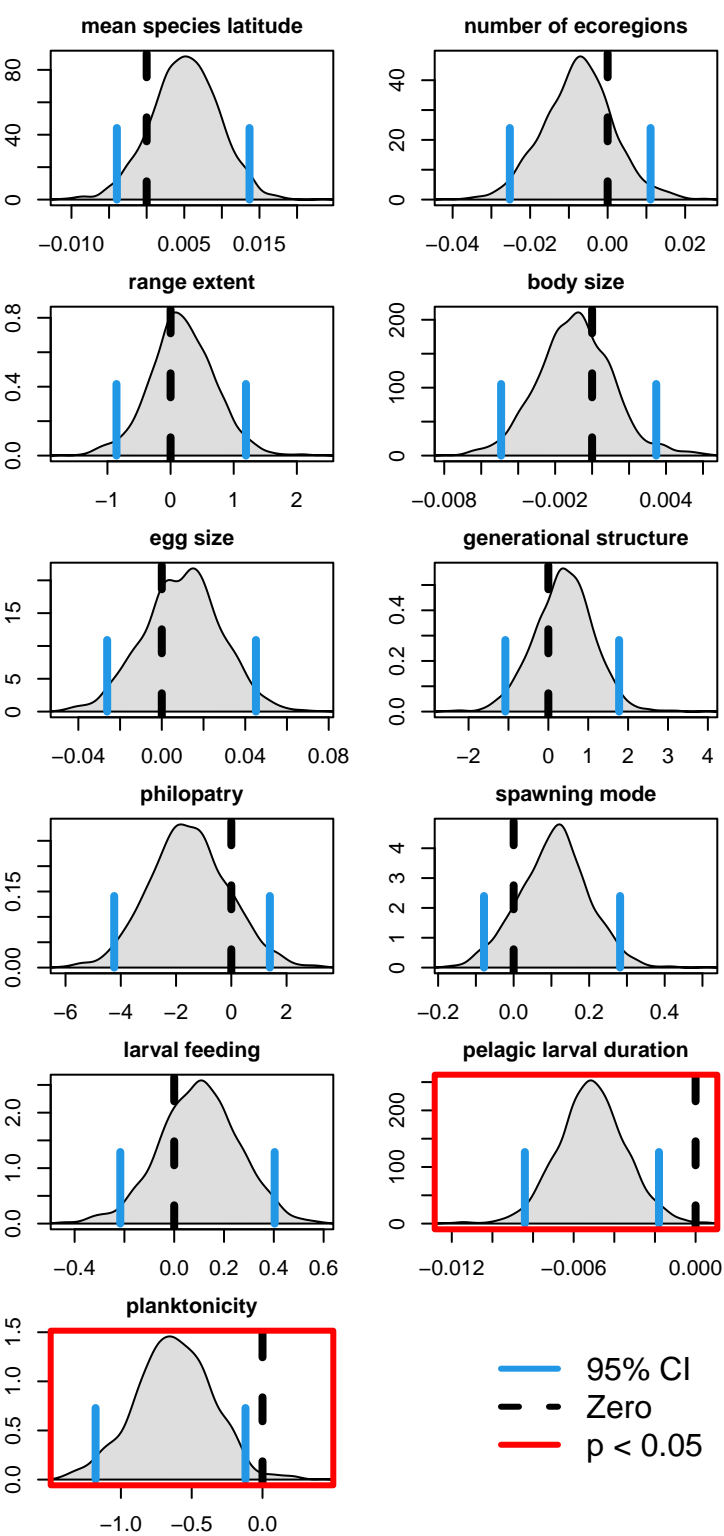 mean species latitude
number of ecoregions
0 40 80
−0.010 0.005 0.015
0 20 40
−0.04 −0.02 0.00 0.02
range extent
body size
0.0 0.4 0.8
−1 0 1 2
0 100 200
−0.008 −0.002 0.004
egg size
generational structure
0 5 15
−0.04 0.00 0.04 0.08
0.0 0.2 0.4
−2 0 1 2 3 4
philopatry
spawning mode
0.00 0.15
−6 −4 −2 0 2
0 1 2 3 4
−0.2 0.0 0.2 0.4
larval feeding
pelagic larval duration
0.0 1.0 2.0
−0.4 0.0 0.2 0.4 0.6
0 100 200
−0.012 −0.006 0.000
planktonicity
0.0 0.5 1.0 1.5
−1.0 −0.5 0.0
95% CI
Zero
p < 0.05